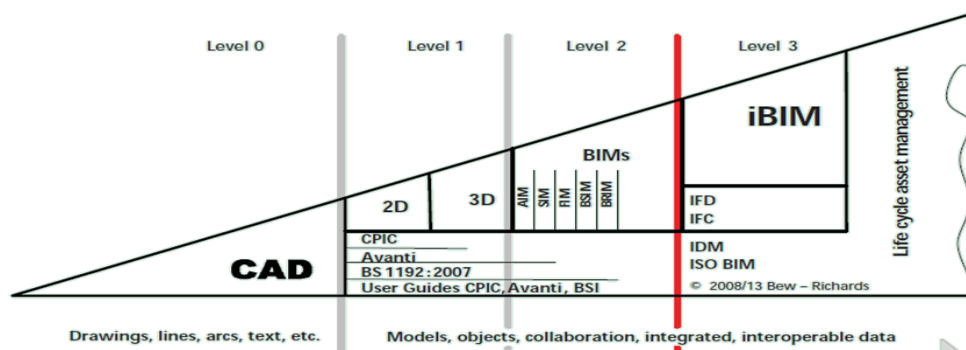 Level 0
Level 1
Level 2
Level 3
iBIM
BIMs
AIM
SIM
FIM
BSIM
BRIM
2D
3D
IFD
IFC
CPIC
Avanti
BS 1192:2007
User Guides CPIC, Avanti, BSI
IDM
ISO BIM
© 2008/13 Bew – Richards
CAD
Life cycle asset management
Drawings, lines, arcs, text, etc.
Models, objects, collaboration, integrated, interoperable data